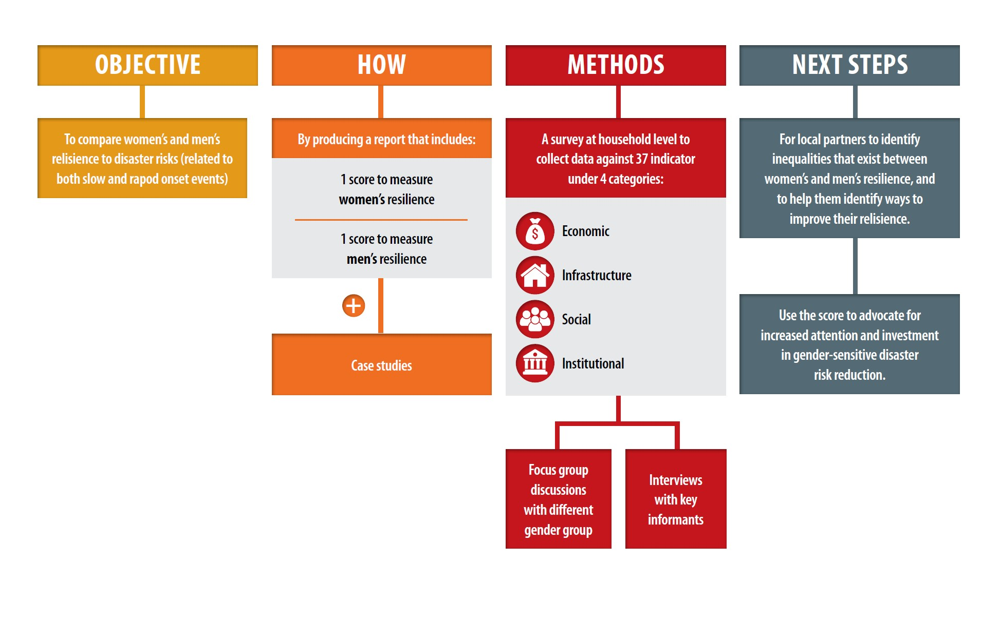 OBJECTIVE
To compare women’s and men’s
relisience to disaster risks (related to
both slow and rapod onset events)
HOW
By producing a report that includes:
1 score to measure
women’s resilience
1 score to measure
men’s resilience
+
Case studies
METHODS
A survey at household level to
collect data against 37 indicator
under 4 categories:
$
Economic
Infrastructure
Social
Institutional
Focus group
discussions
with different
gender group
Interviews
with key
informants
NEXT STEPS
For local partners to identify
inequalities that exist between
women’s and men’s resilience, and
to help them identify ways to
improve their relisience.
Use the score to advocate for
increased attention and investment
in gender-sensitive disaster
risk reduction.